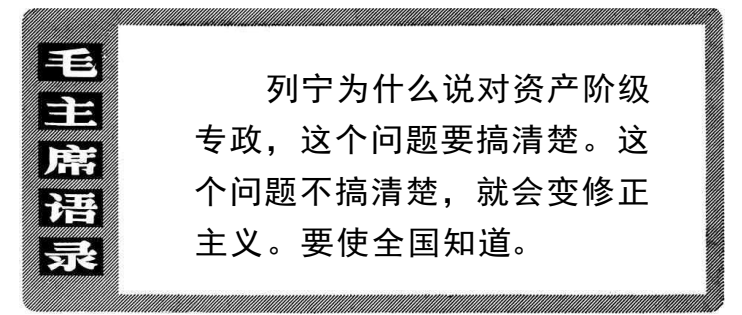 毛主席语录
列宁为什么说对资产阶级
专政，这个问题要搞清楚。这
个问题不搞清楚，就会变修正
主义。要使全国知道。